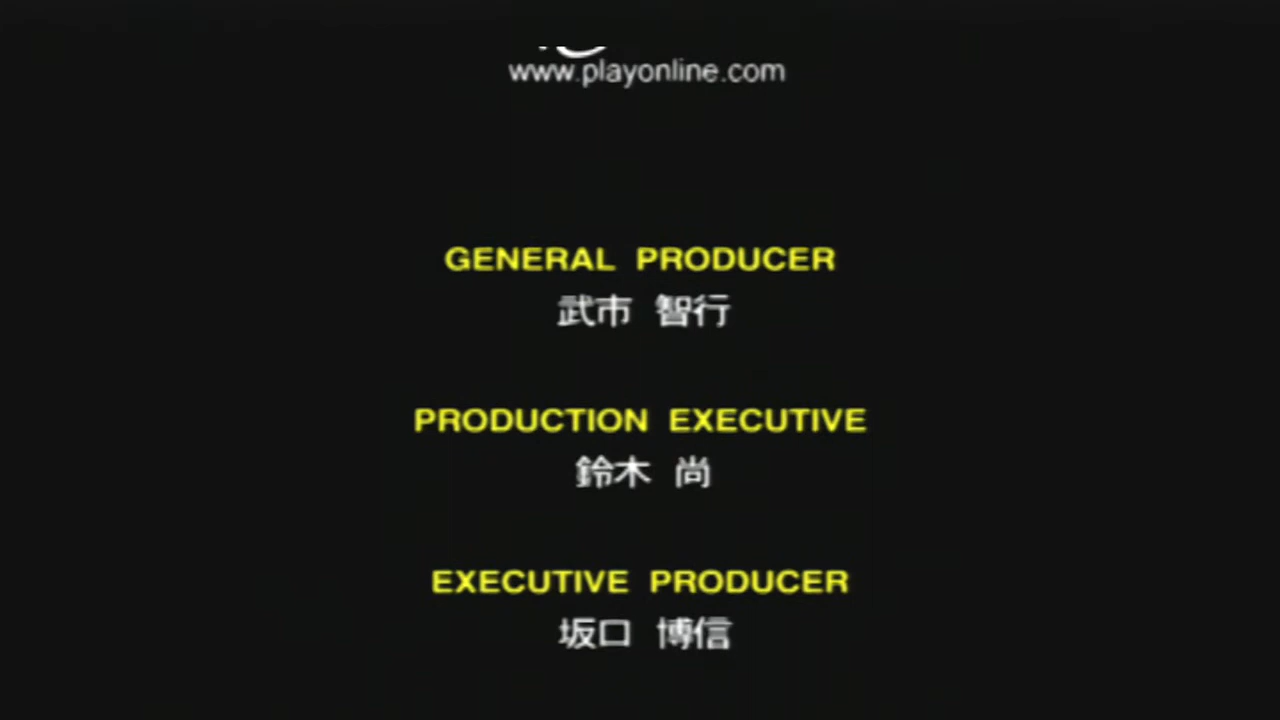 www.playonline.com
GENERAL PRODUCER
武市 智行
PRODUCTION EXECUTIVE
鈴木 尚
EXECUTIVE PRODUCER
坂口 博信